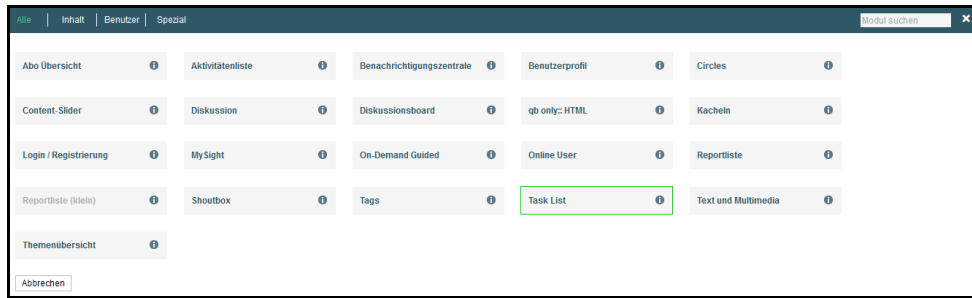 Alle | Inhalt | Benutzer | Spezial Modul suchen ×
Abo Übersicht Aktivitätenliste Benachrichtigungszentrale Benutzerprofil Circles
Content-Slider Diskussion Diskussionsboard qb only:: HTML Kacheln
Login / Registrierung MySight On-Demand Guided Online User Reportliste
Reportliste (klein) Shoutbox Tags Task List Text und Multimedia
Themenübersicht
Abbrechen